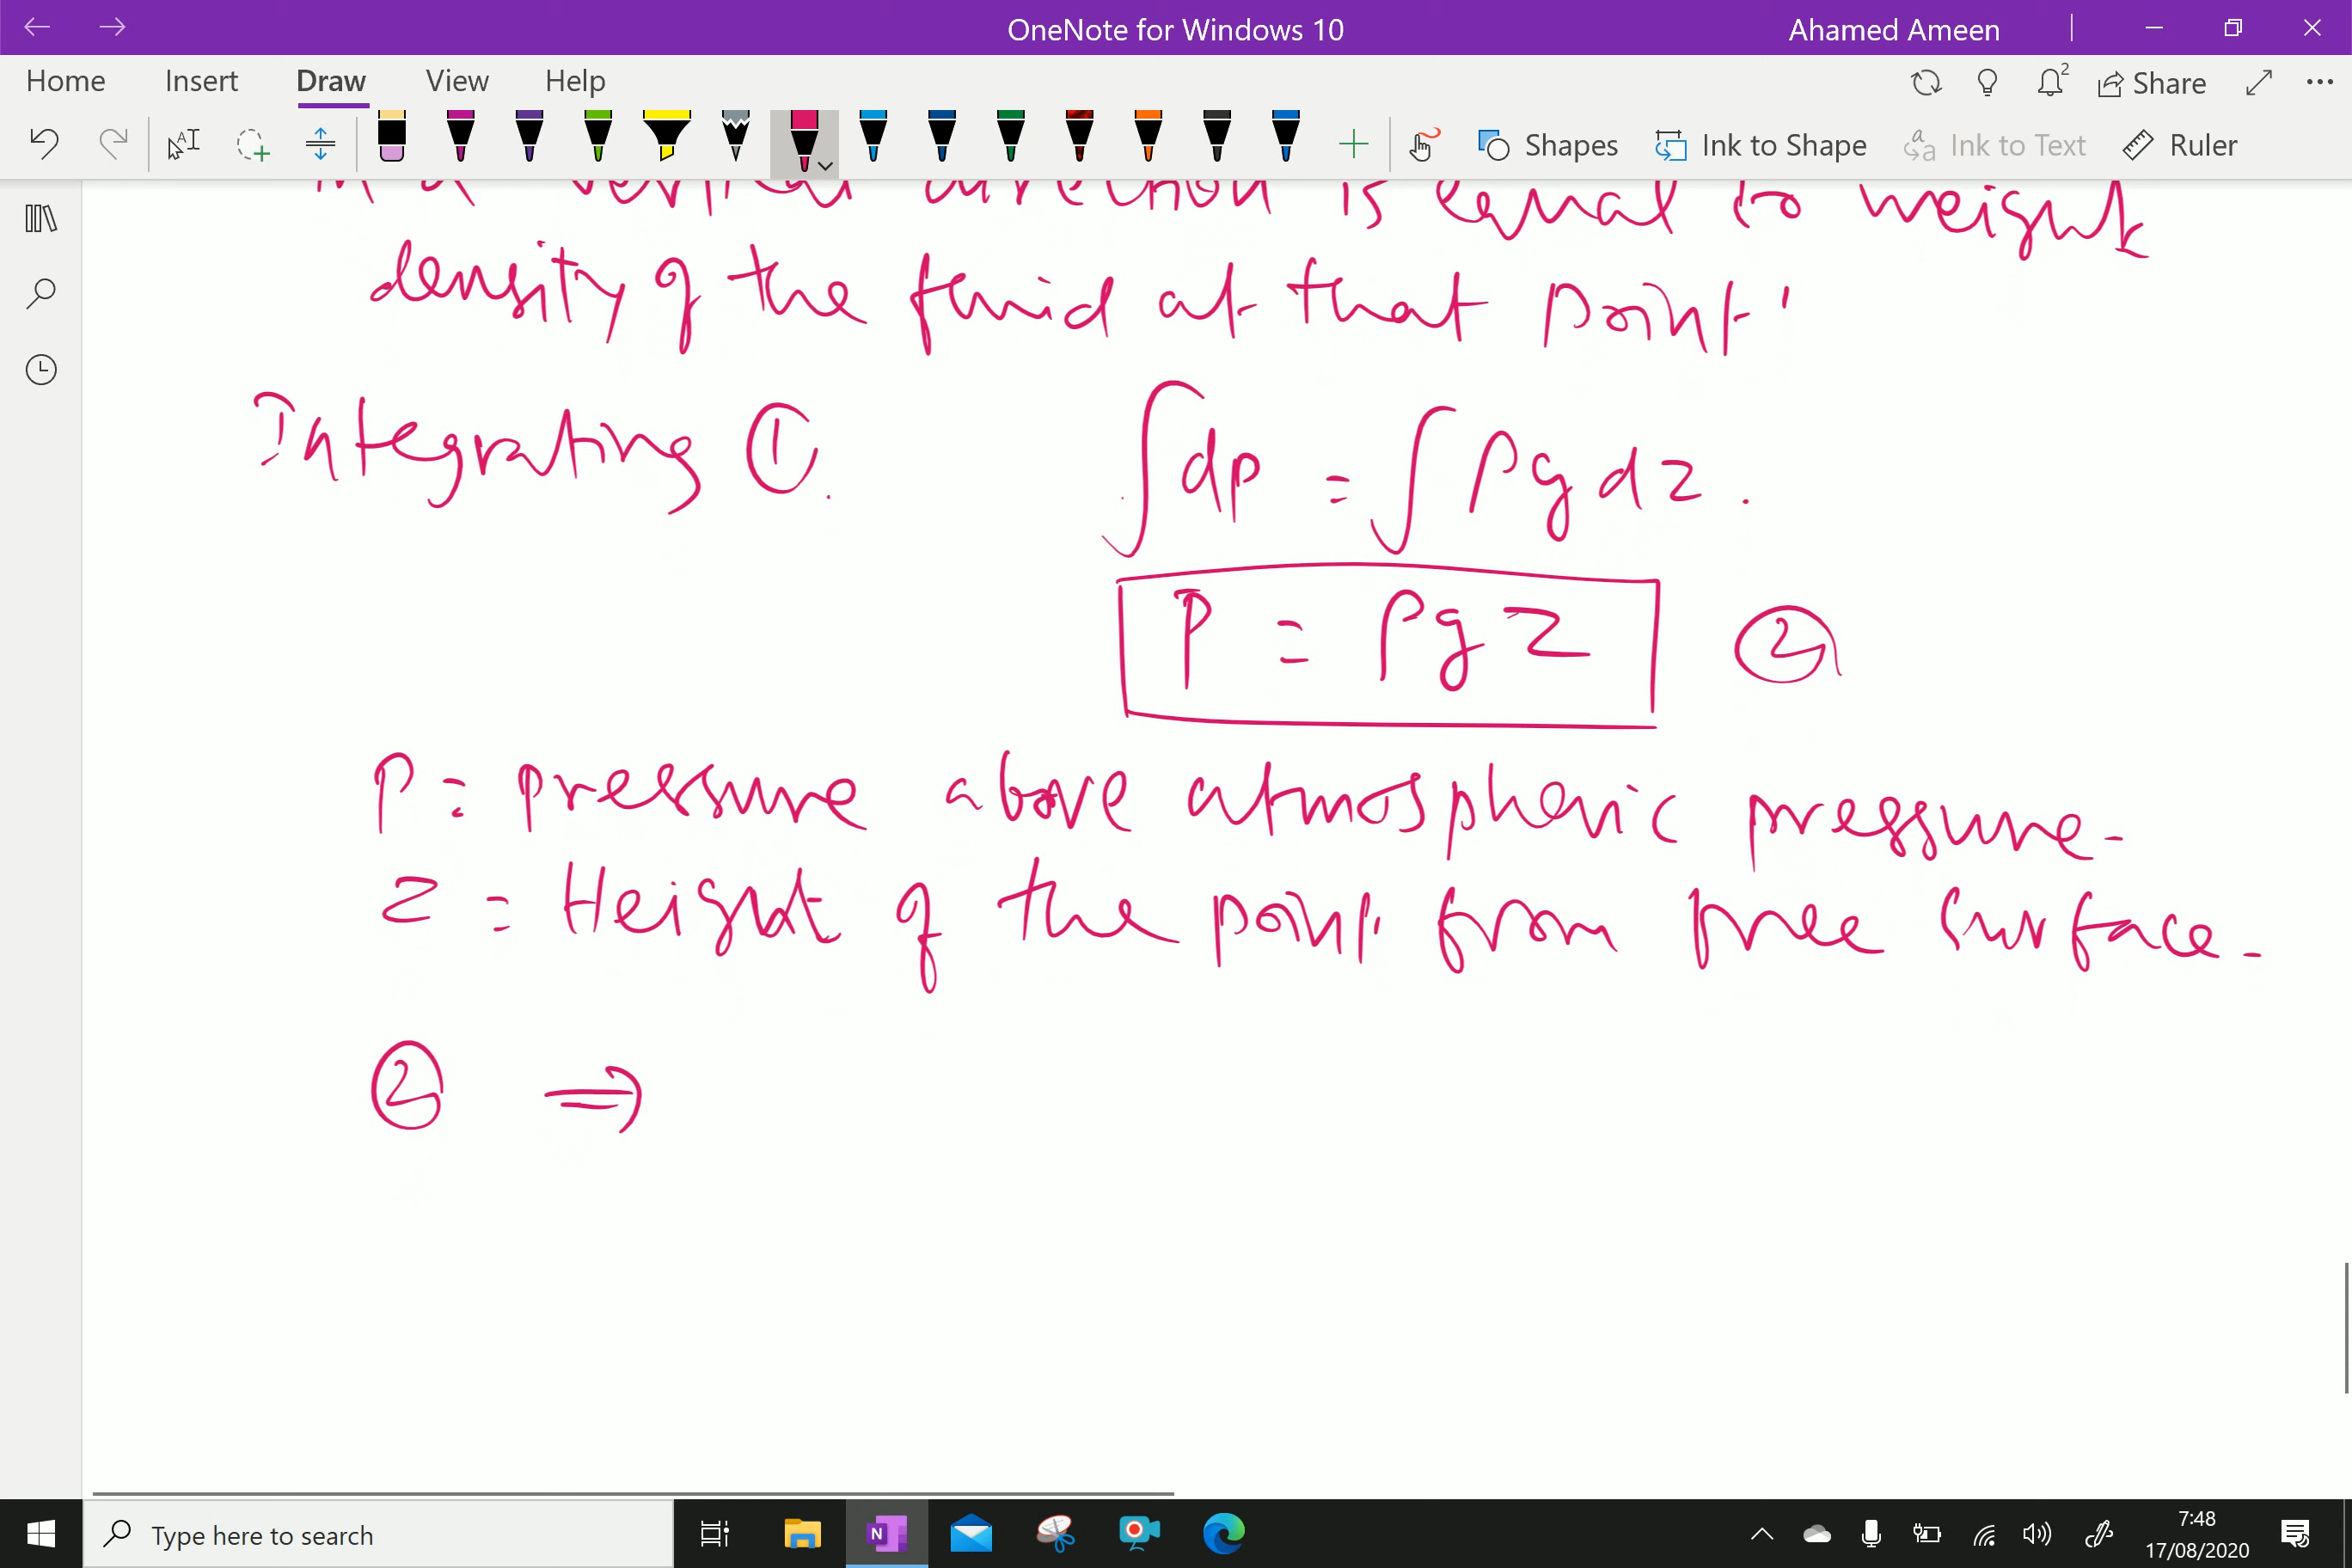 OneNote for Windows 10 Ahamed Ameen
Home Insert Draw View Help 2 Share
Shapes Ink to Shape Ink to Text Ruler
in a vertical direction is equal to weight
density of the fluid at that point'
Integrating ① . ∫dp = ∫ρg dz .
P = ρg Z ②
P = pressure above atmospheric pressure-
z = Height of the point from free surface-
② ⇒
Type here to search
7:48
17/08/2020